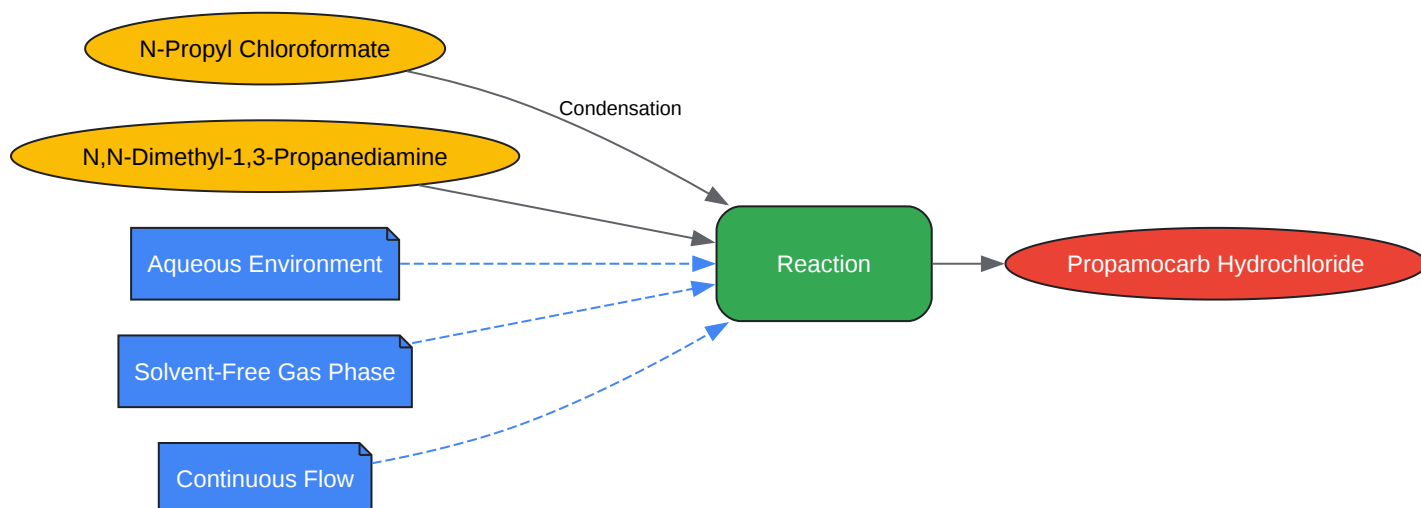 N-Propyl Chloroformate
Condensation
N,N-Dimethyl-1,3-Propanediamine
Aqueous Environment
Reaction
Propamocarb Hydrochloride
Solvent-Free Gas Phase
Continuous Flow